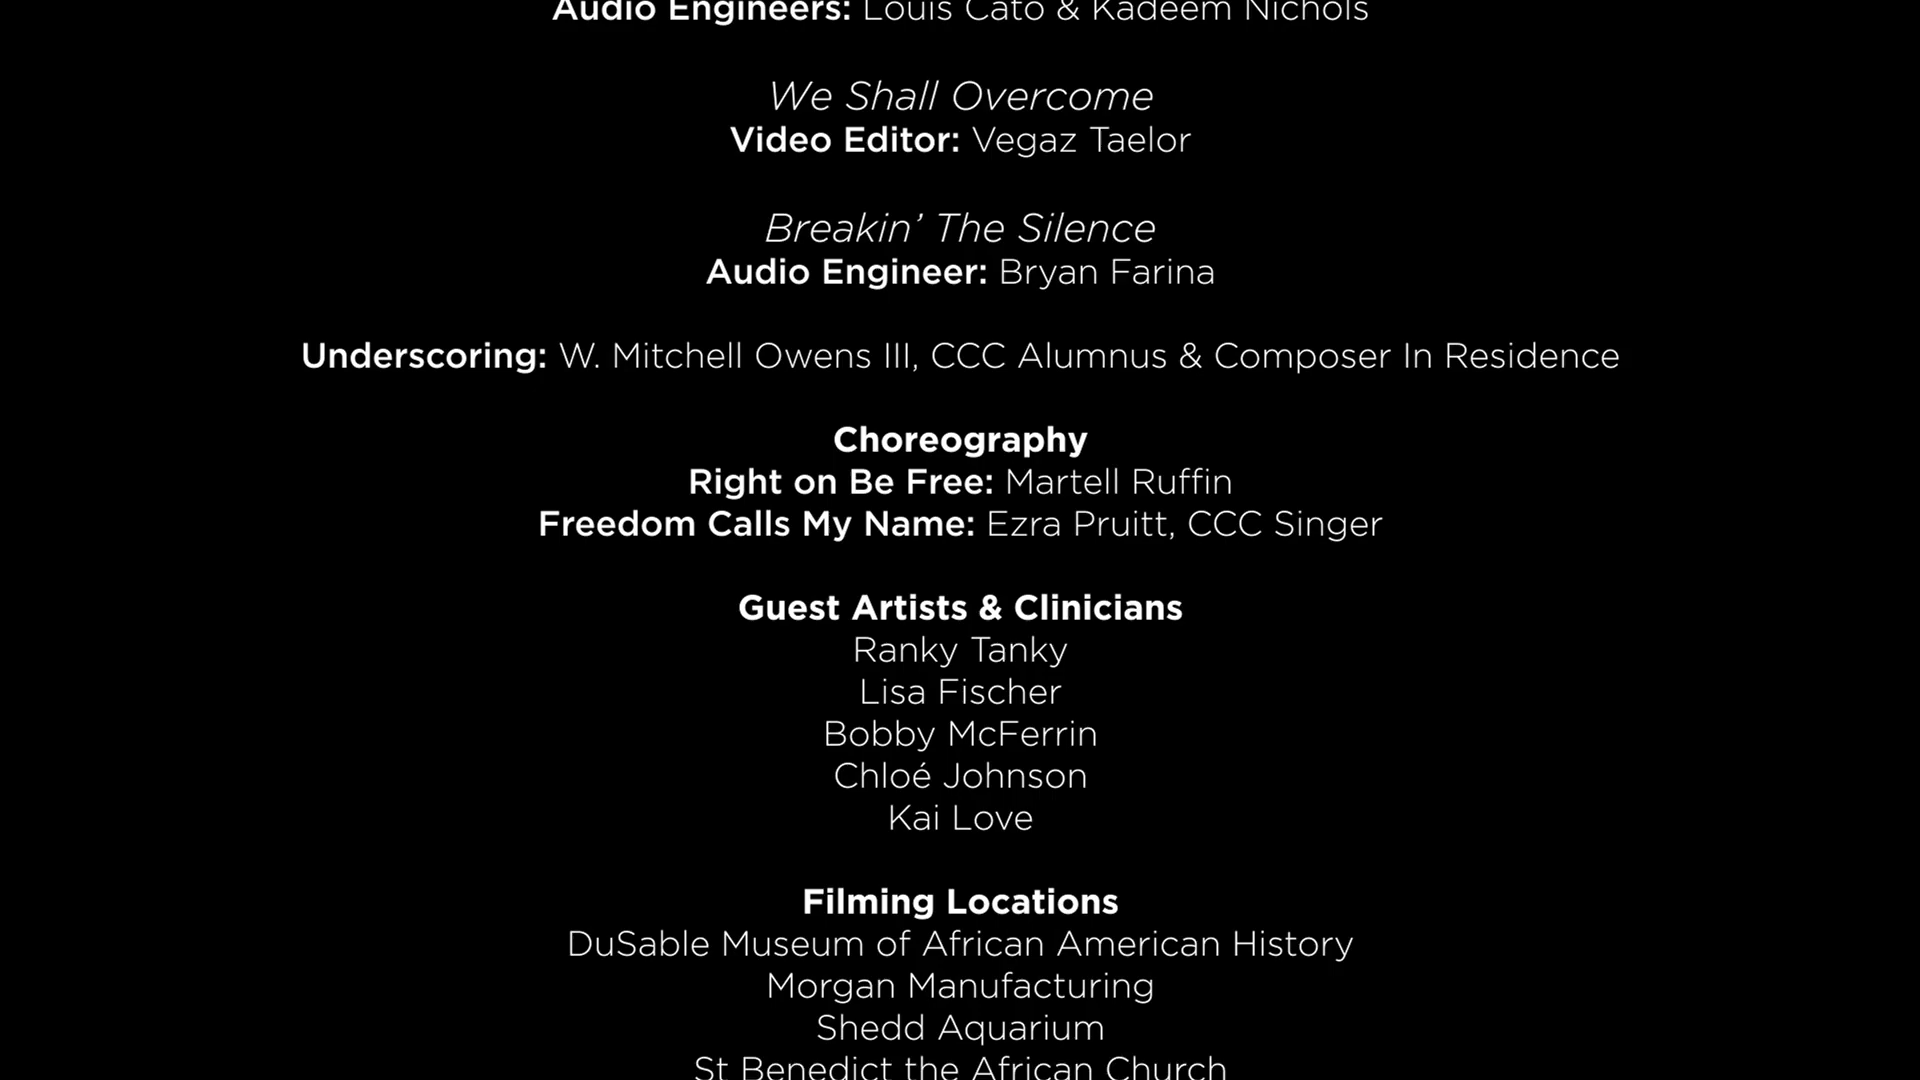 Audio Engineers: Louis Cato & Kadeem Nichols
We Shall Overcome
Video Editor: Vegaz Taelor
Breakin’ The Silence
Audio Engineer: Bryan Farina
Underscoring: W. Mitchell Owens III, CCC Alumnus & Composer In Residence
Choreography
Right on Be Free: Martell Ruffin
Freedom Calls My Name: Ezra Pruitt, CCC Singer
Guest Artists & Clinicians
Ranky Tanky
Lisa Fischer
Bobby McFerrin
Chloé Johnson
Kai Love
Filming Locations
DuSable Museum of African American History
Morgan Manufacturing
Shedd Aquarium
St Benedict the African Church